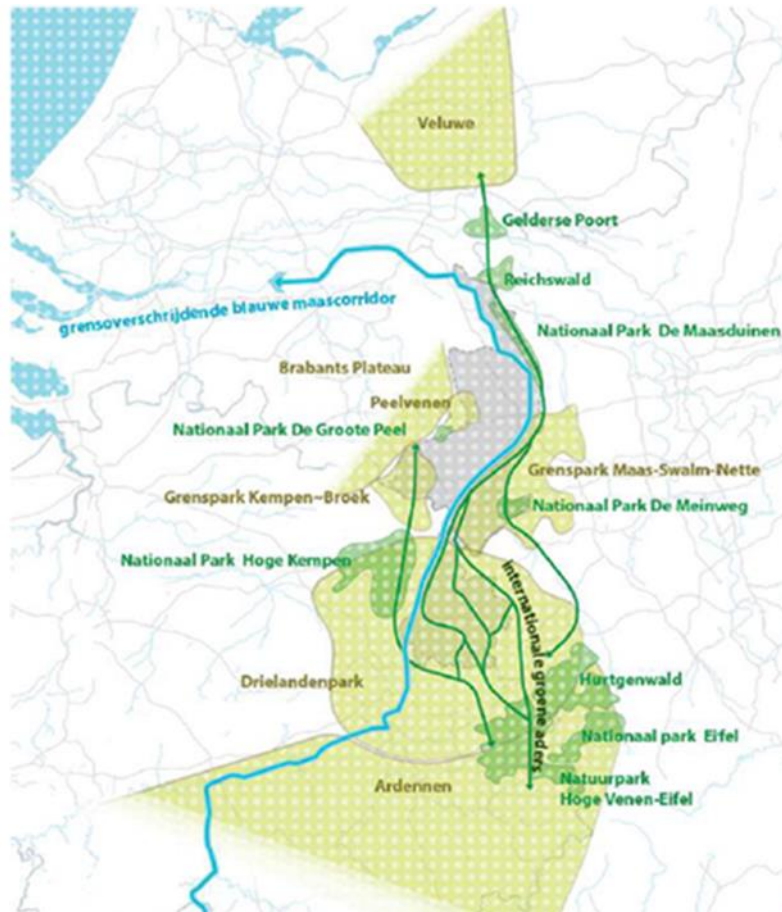 Veluwe
Gelderse Poort
Reichswald
grensoverschrijdende blauwe maascorridor
Nationaal Park De Maasduinen
Brabants Plateau
Peelvenen
Nationaal Park De Groote Peel
Grenspark Maas-Swalm-Nette
Grenspark Kempen~Broek
Nationaal Park De Meinweg
Nationaal Park Hoge Kempen
internationale groene aders
Drielandenpark
Hurtgenwald
Nationaal park Eifel
Ardennen
Natuurpark
Hoge Venen-Eifel